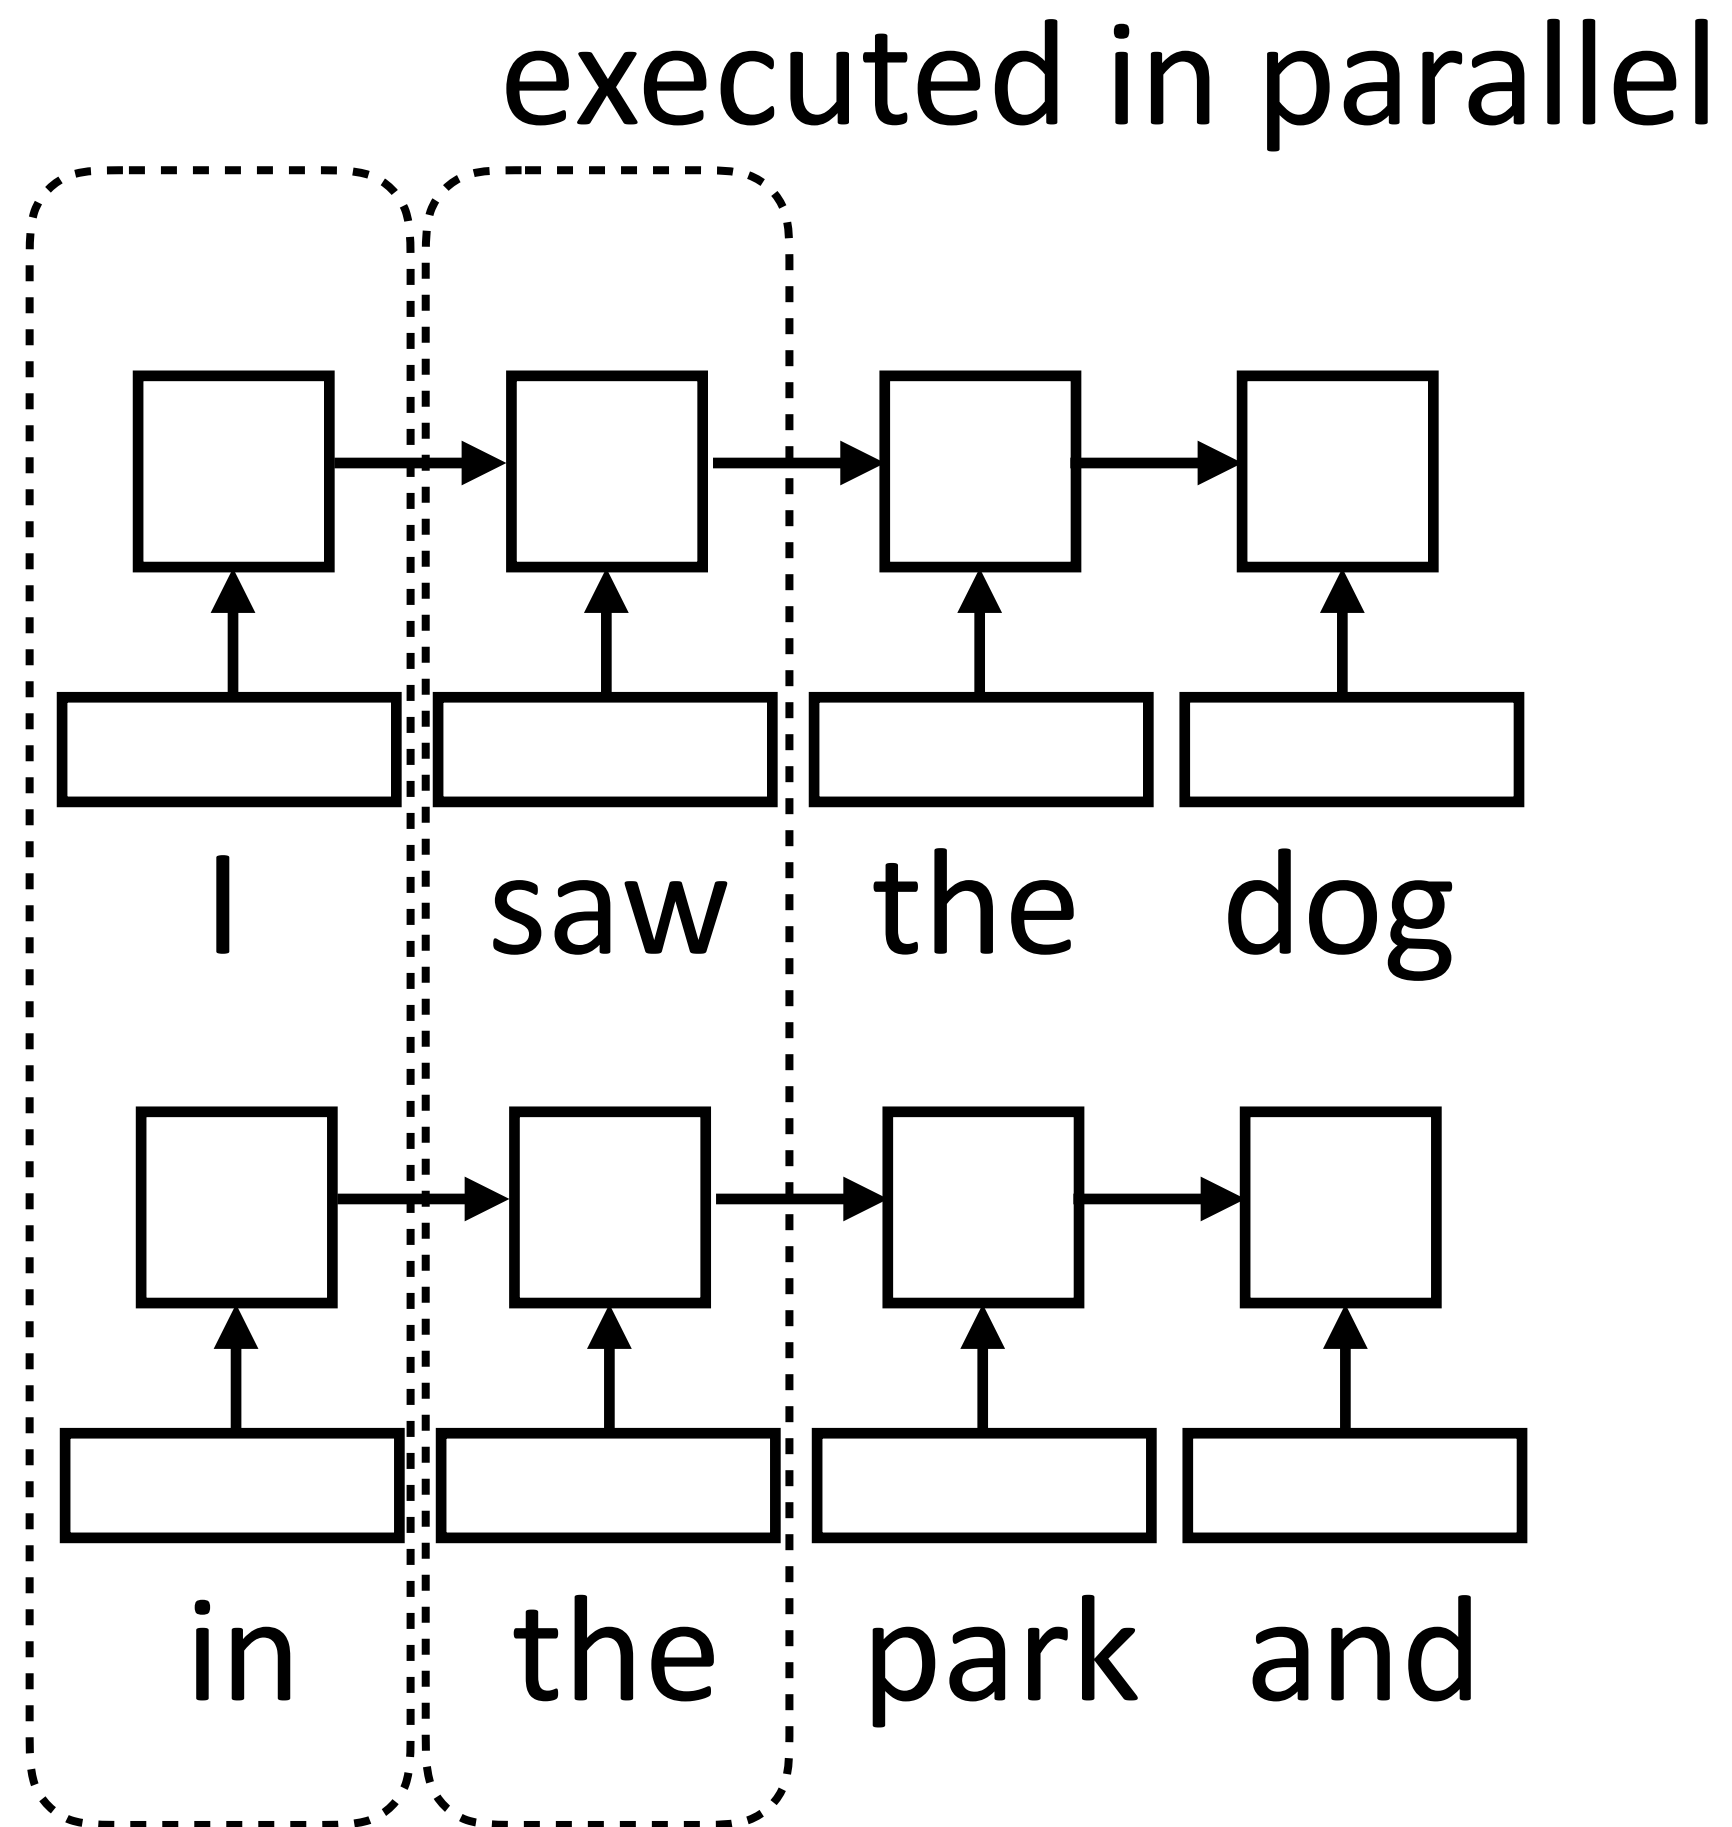 executed in parallel
I saw the dog
in the park and